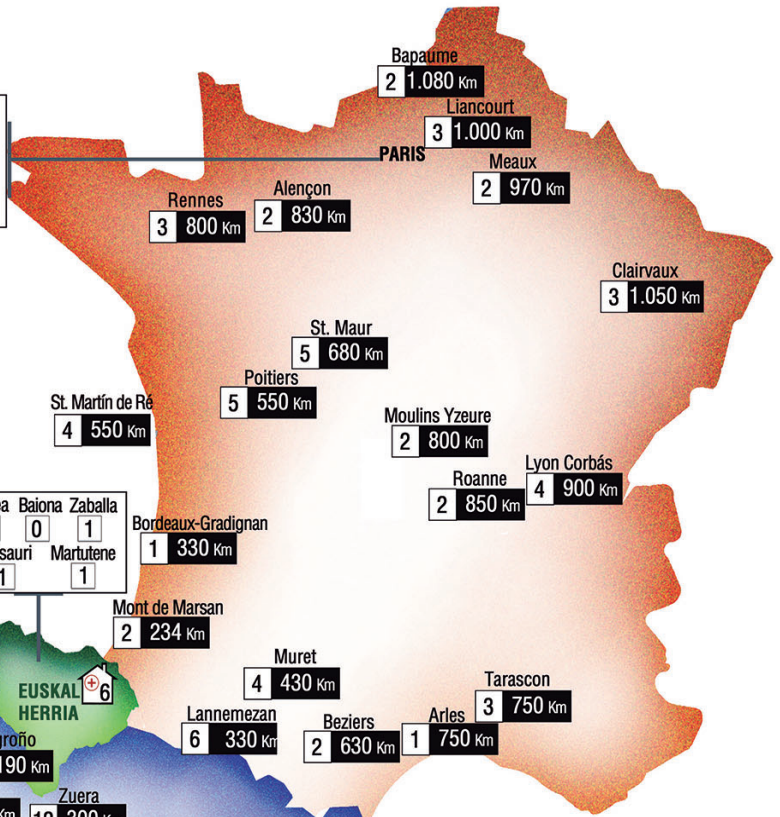 Bapaume
2 1.080 Km
Liancourt
3 1.000 Km
PARIS
Meaux
2 970 Km
Alençon
2 830 Km
Rennes
3 800 Km
Clairvaux
3 1.050 Km
St. Maur
5 680 Km
Poitiers
5 550 Km
St. Martín de Ré
4 550 Km
Moulins Yzeure
2 800 Km
Lyon Corbás
4 900 Km
Roanne
2 850 Km
Baiona Zaballa
0 1
Martutene
1 1
Bordeaux-Gradignan
1 330 Km
Mont de Marsan
2 234 Km
Muret
4 430 Km
Tarascon
3 750 Km
EUSKAL
HERRIA
6
Lannemezan
6 330 Km
Beziers
2 630 Km
Arles
1 750 Km
190 Km
Zuera
Km